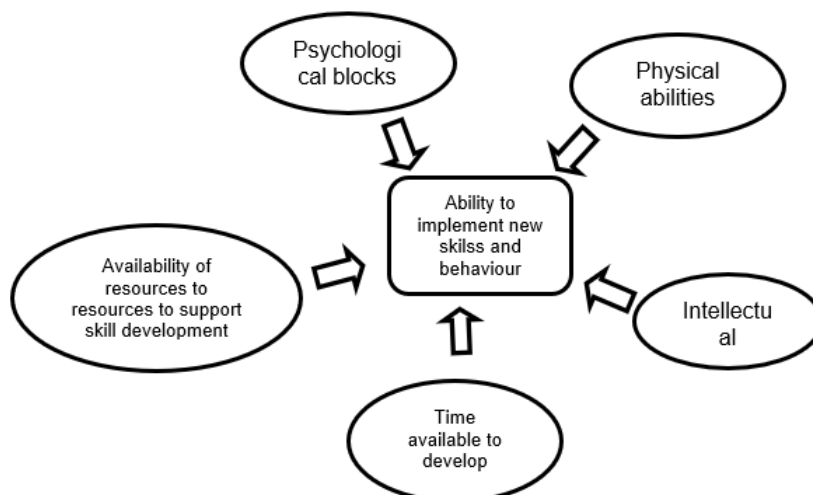 Psychologi
cal blocks
Physical
abilities
Ability to
implement new
skilss and
behaviour
Availability of
resources to
resources to support
skill development
Intellectu
al
Time
available to
develop